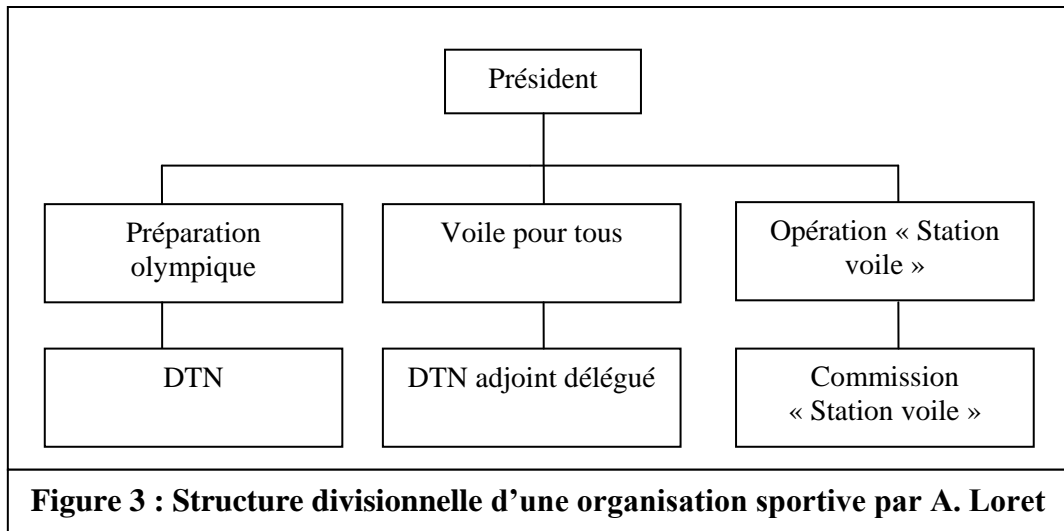 Président
Préparation
olympique
Voile pour tous
Opération « Station
voile »
DTN
DTN adjoint délégué
Commission
« Station voile »
Figure 3 : Structure divisionnelle d’une organisation sportive par A. Loret